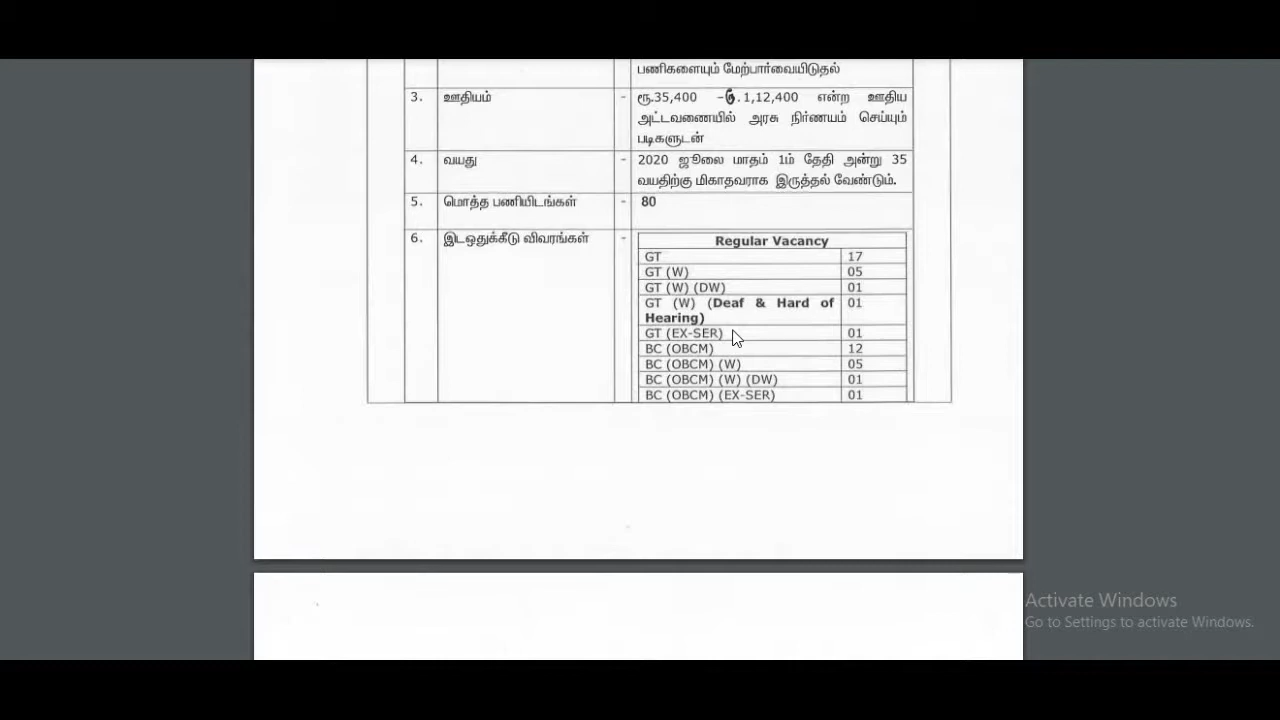 பணிகளையும் மேற்பார்வையிடுதல்
3. ஊதியம் - ரூ.35,400 –ரூ.1,12,400 என்ற ஊதிய
அட்டவணையில் அரசு நிர்ணயம் செய்யும்
படிகளுடன்
4. வயது - 2020 ஜூலை மாதம் 1ம் தேதி அன்று 35
வயதிற்கு மிகாதவராக இருத்தல் வேண்டும்.
5. மொத்த பணியிடங்கள் - 80
6. இடஒதுக்கீடு விவரங்கள் - Regular Vacancy
GT 17
GT (W) 05
GT (W) (DW) 01
GT (W) (Deaf & Hard of 01
Hearing)
GT (EX-SER) 01
BC (OBCM) 12
BC (OBCM) (W) 05
BC (OBCM) (W) (DW) 01
BC (OBCM) (EX-SER) 01
Activate Windows
Go to Settings to activate Windows.